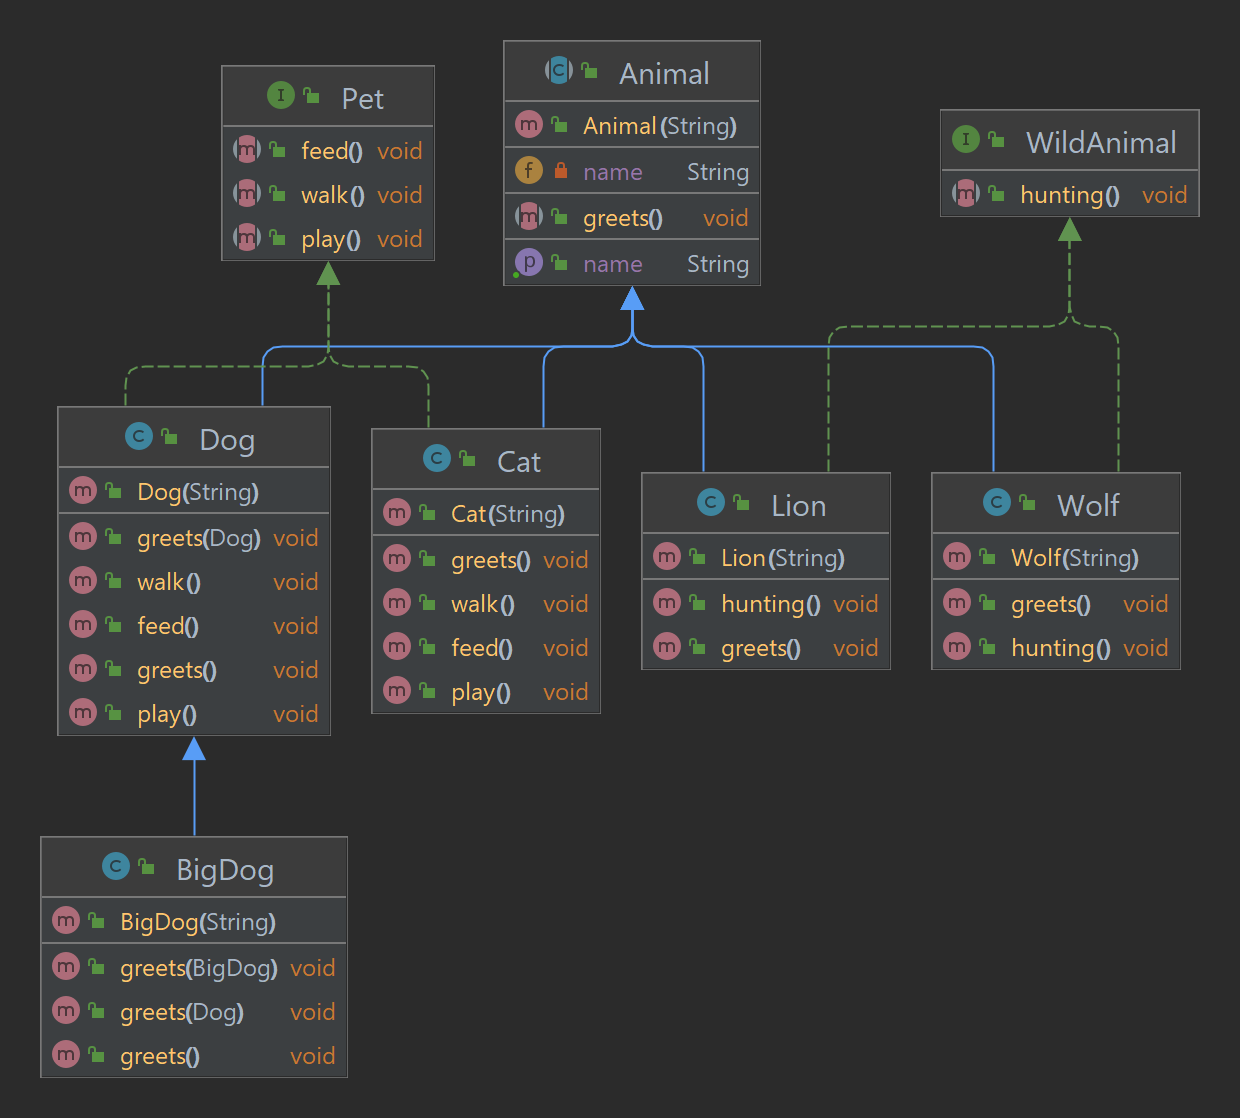 Pet
feed() void
walk() void
play() void
Animal
Animal(String)
name String
greets() void
name String
WildAnimal
hunting() void
Dog
Dog(String)
greets(Dog) void
walk() void
feed() void
greets() void
play() void
Cat
Cat(String)
greets() void
walk() void
feed() void
play() void
Lion
Lion(String)
hunting() void
greets() void
Wolf
Wolf(String)
greets() void
hunting() void
BigDog
BigDog(String)
greets(BigDog) void
greets(Dog) void
greets() void